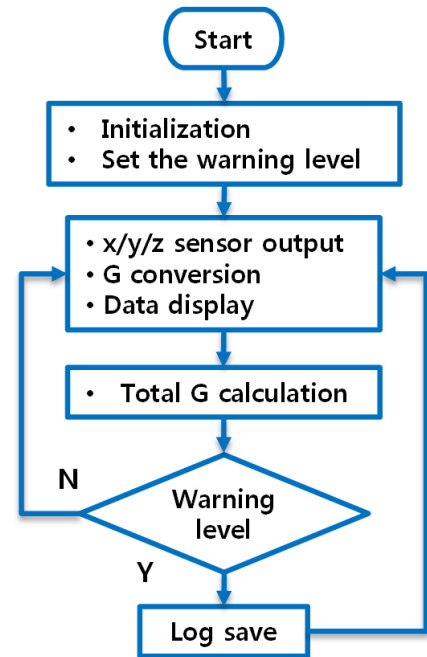 Start
• Initialization
• Set the warning level
• x/y/z sensor output
• G conversion
• Data display
• Total G calculation
N
Warning
level
Y
Log save